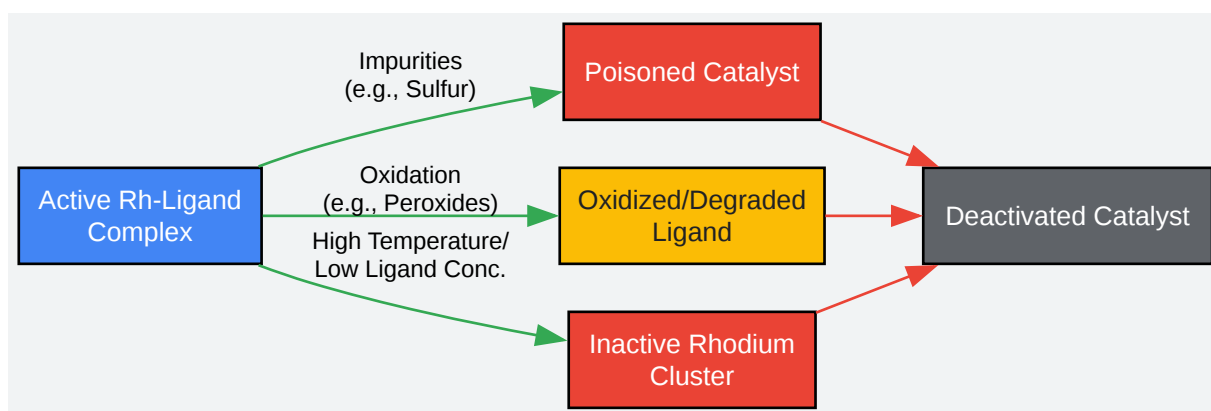 Impurities
(e.g., Sulfur)
Poisoned Catalyst
Active Rh-Ligand
Complex
Oxidation
(e.g., Peroxides)
Oxidized/Degraded
Ligand
Deactivated Catalyst
High Temperature/
Low Ligand Conc.
Inactive Rhodium
Cluster